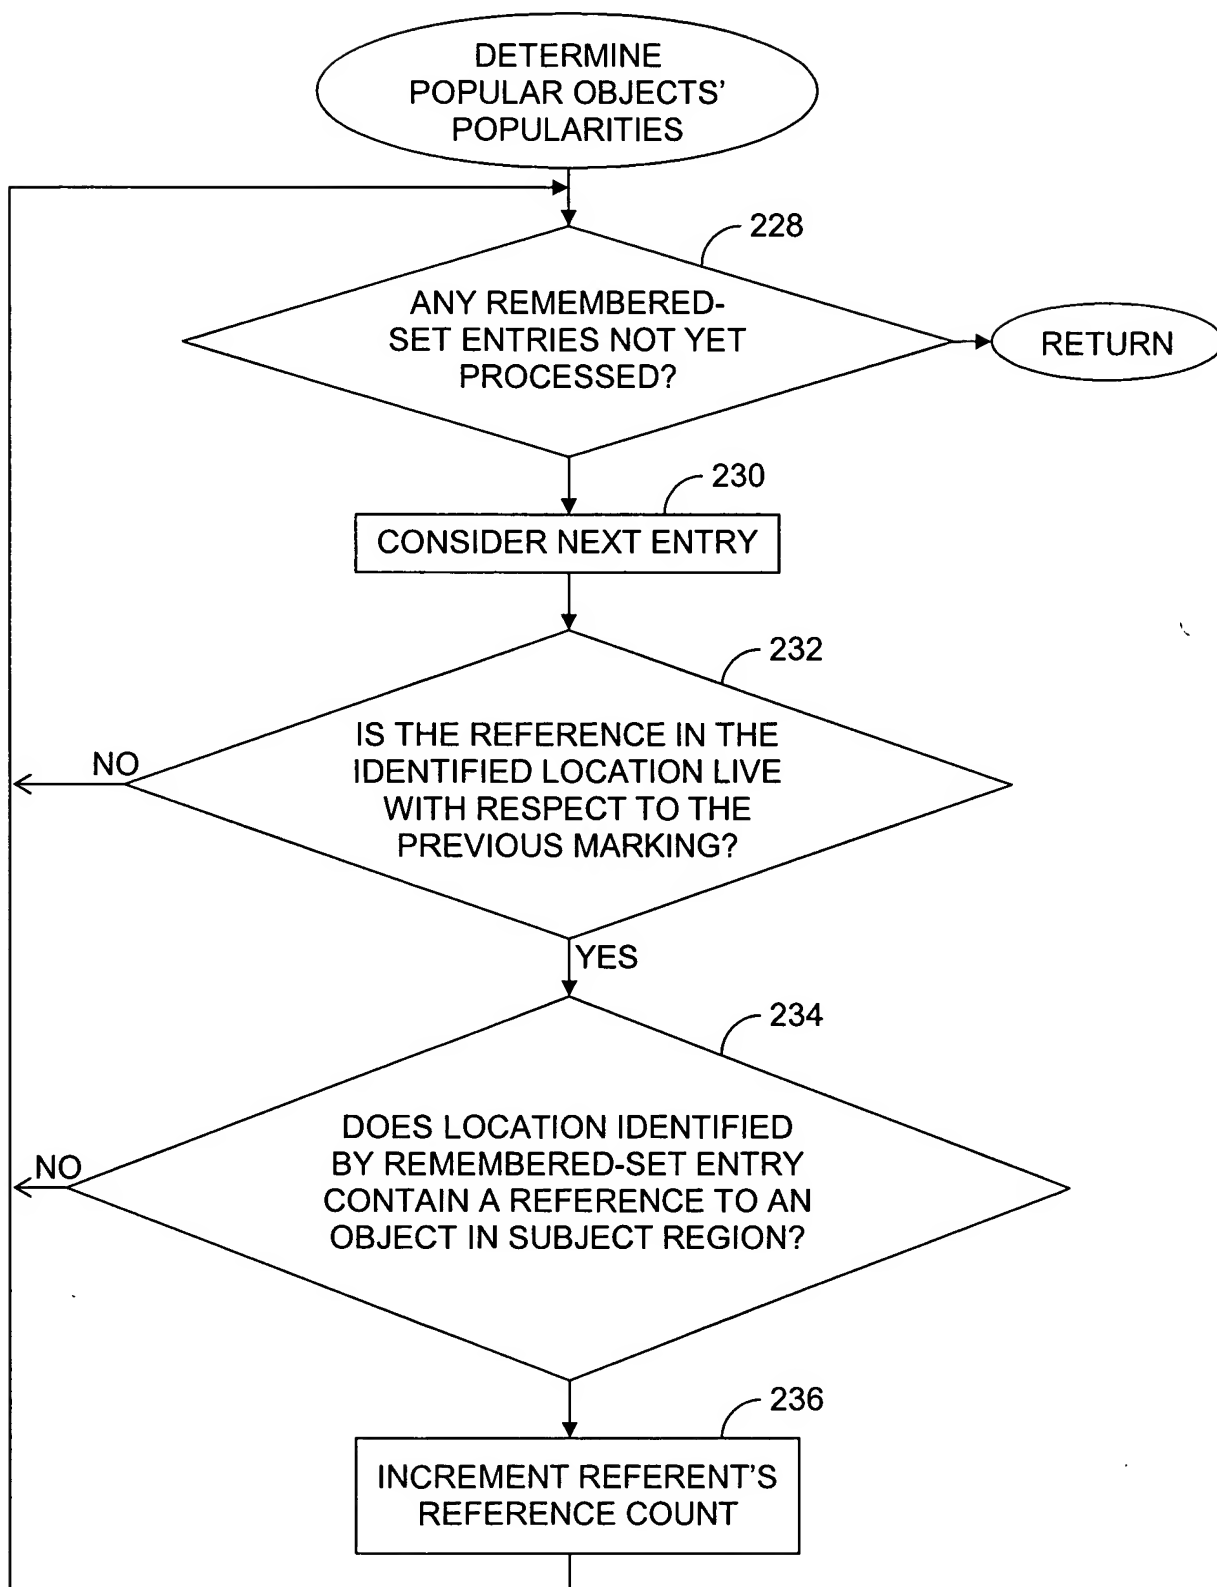 DETERMINE
POPULAR OBJECTS'
POPULARITIES
228
ANY REMEMBERED-
SET ENTRIES NOT YET
PROCESSED?
RETURN
230
CONSIDER NEXT ENTRY
232
IS THE REFERENCE IN THE
IDENTIFIED LOCATION LIVE
WITH RESPECT TO THE
PREVIOUS MARKING?
NO
YES
234
DOES LOCATION IDENTIFIED
BY REMEMBERED-SET ENTRY
CONTAIN A REFERENCE TO AN
OBJECT IN SUBJECT REGION?
NO
236
INCREMENT REFERENT'S
REFERENCE COUNT